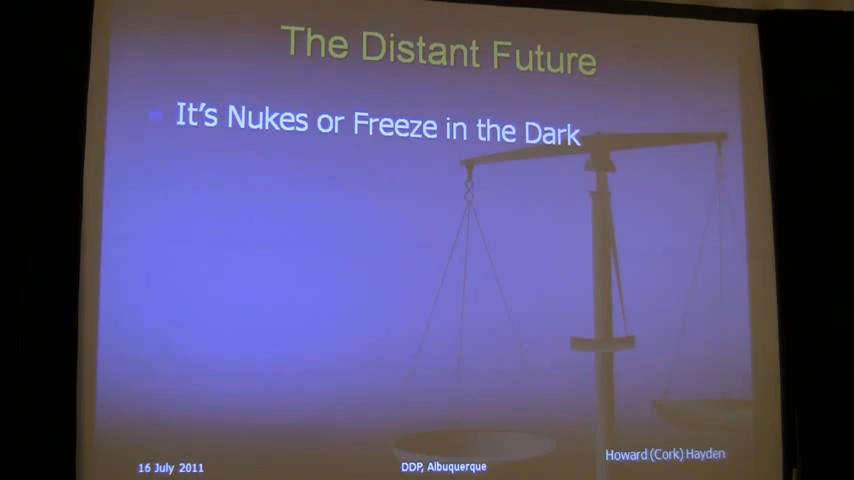 The Distant Future
It's Nukes or Freeze in the Dark
16 July 2011
DDP, Albuquerque
Howard (Cork) Hayden